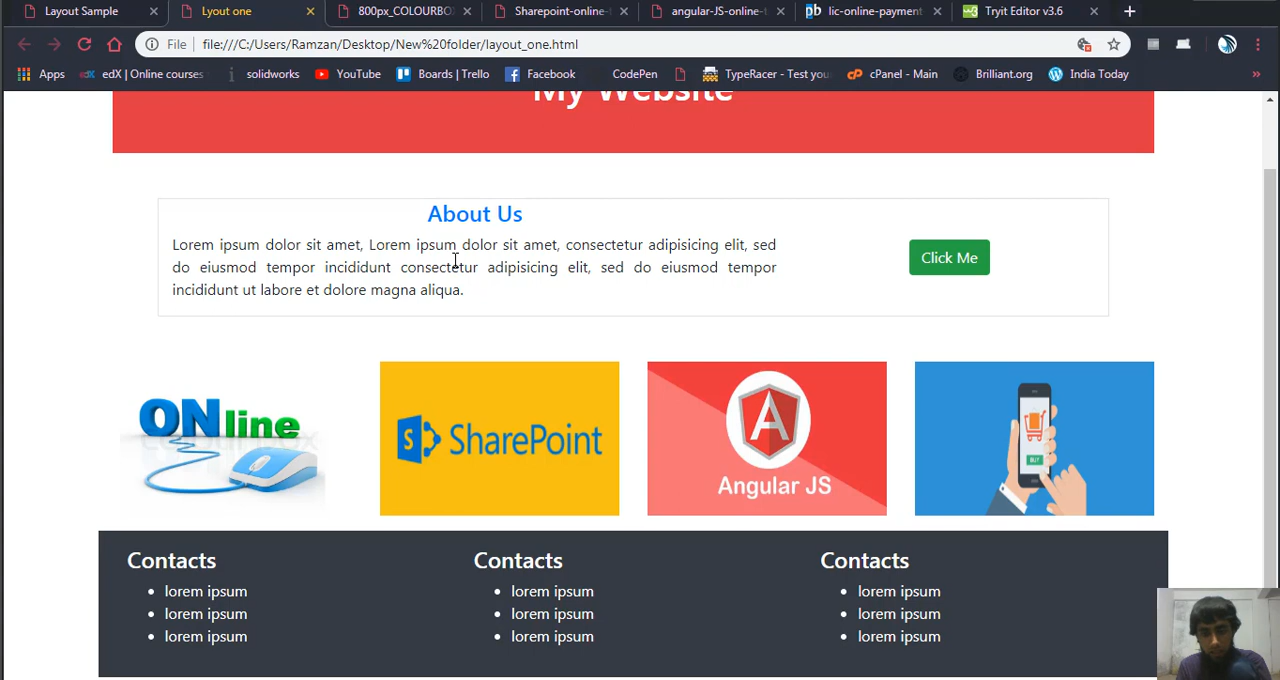 Layout Sample
Lyout one
800px_COLOURBO
Sharepoint-online-
angular-JS-online-
lic-online-payment
Tryit Editor v3.6
File
file:///C:/Users/Ramzan/Desktop/New%20folder/layout_one.html
Apps
edX | Online courses
solidworks
YouTube
Boards | Trello
Facebook
CodePen
TypeRacer - Test you
cPanel - Main
Brilliant.org
India Today
»
My Website
About Us
Lorem ipsum dolor sit amet, Lorem ipsum dolor sit amet, consectetur adipisicing elit, sed
do eiusmod tempor incididunt consectetur adipisicing elit, sed do eiusmod tempor
incididunt ut labore et dolore magna aliqua.
Click Me
ONline
SharePoint
Angular JS
BUY
Contacts
lorem ipsum
lorem ipsum
lorem ipsum
Contacts
lorem ipsum
lorem ipsum
lorem ipsum
Contacts
lorem ipsum
lorem ipsum
lorem ipsum